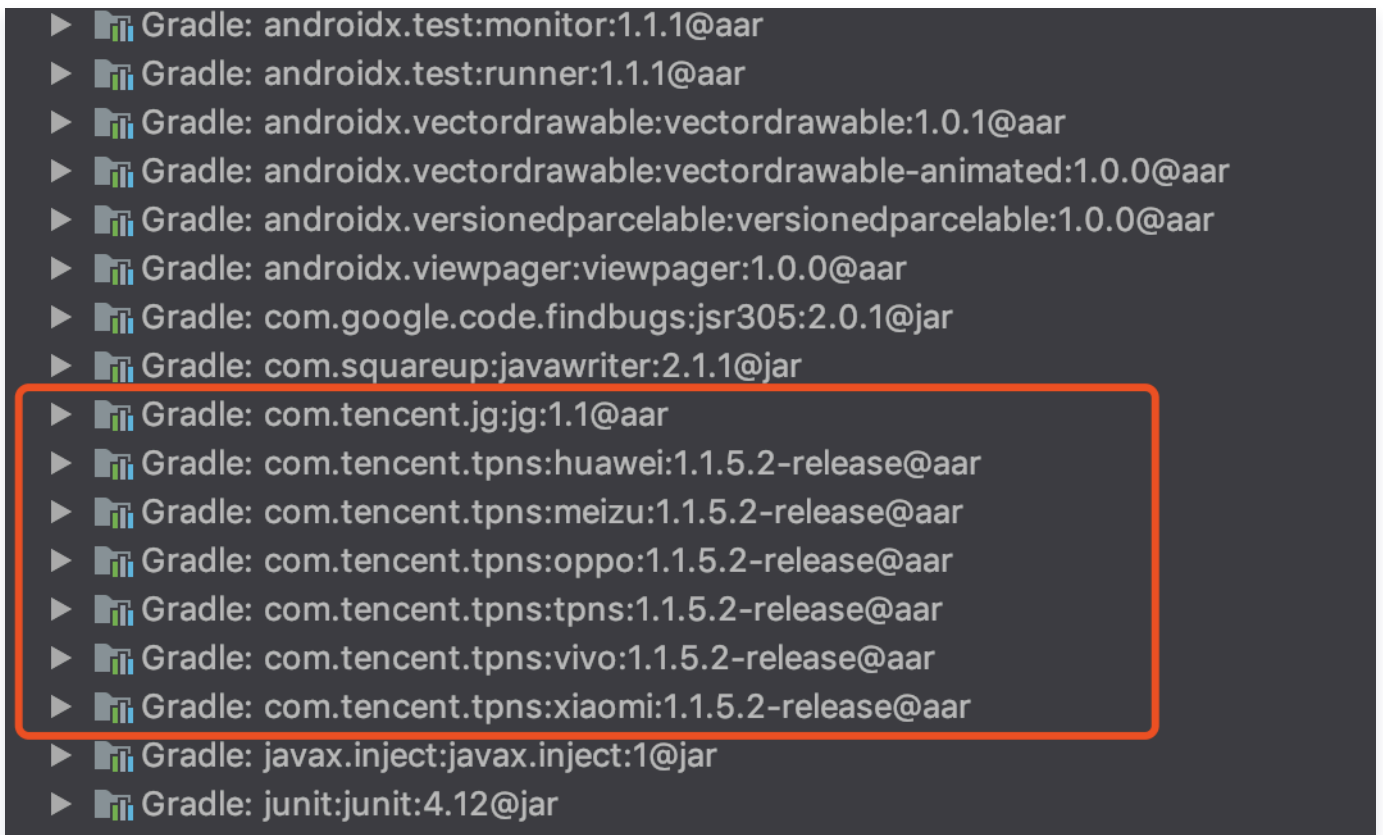 Gradle: androidx.test:monitor:1.1.1@aar
Gradle: androidx.test:runner:1.1.1@aar
Gradle: androidx.vectordrawable:vectordrawable:1.0.1@aar
Gradle: androidx.vectordrawable:vectordrawable-animated:1.0.0@aar
Gradle: androidx.versionedparcelable:versionedparcelable:1.0.0@aar
Gradle: androidx.viewpager:viewpager:1.0.0@aar
Gradle: com.google.code.findbugs:jsr305:2.0.1@jar
Gradle: com.squareup:javawriter:2.1.1@jar
Gradle: com.tencent.jg:jg:1.1@aar
Gradle: com.tencent.tpns:huawei:1.1.5.2-release@aar
Gradle: com.tencent.tpns:meizu:1.1.5.2-release@aar
Gradle: com.tencent.tpns:oppo:1.1.5.2-release@aar
Gradle: com.tencent.tpns:tpns:1.1.5.2-release@aar
Gradle: com.tencent.tpns:vivo:1.1.5.2-release@aar
Gradle: com.tencent.tpns:xiaomi:1.1.5.2-release@aar
Gradle: javax.inject:javax.inject:1@jar
Gradle: junit:junit:4.12@jar